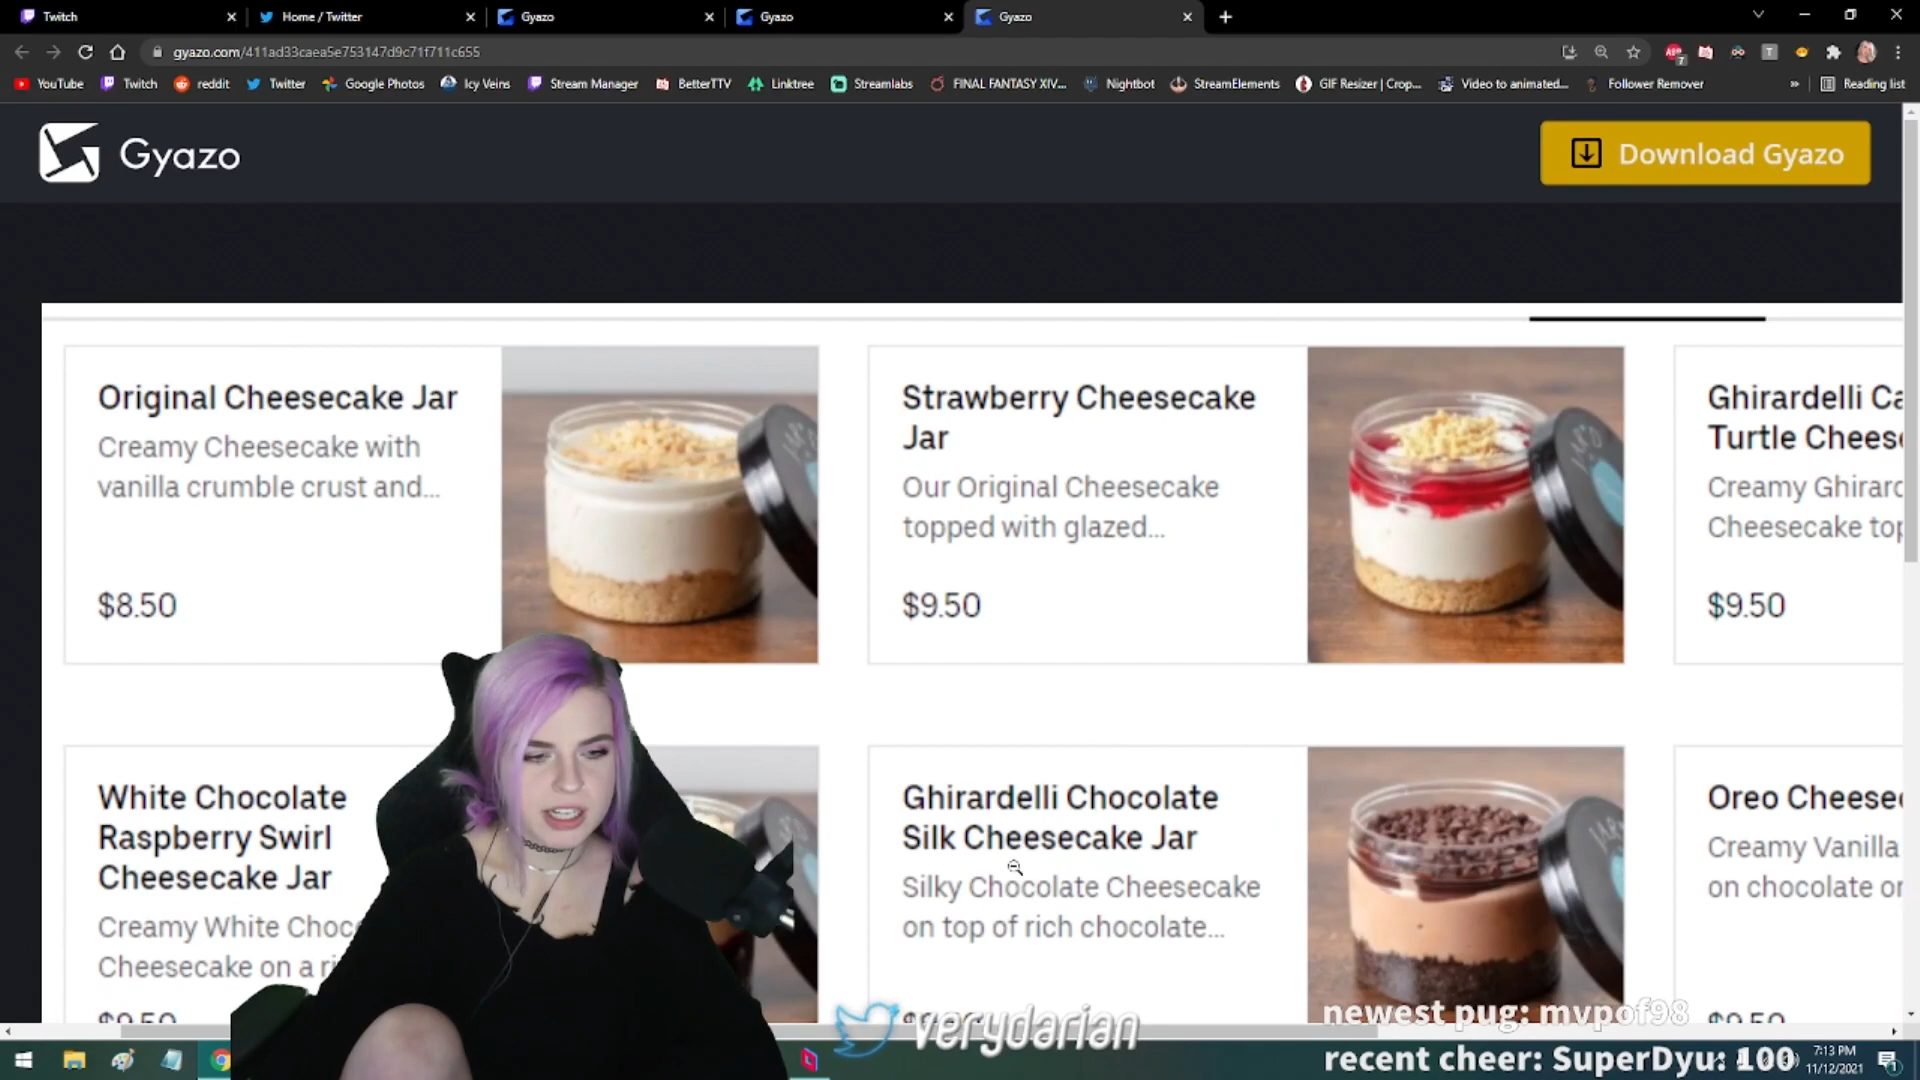 Twitch
Home / Twitter
Gyazo
Gyazo
Gyazo
gyazo.com/411ad33caea5e753147d9c71f711c655
YouTube
Twitch
reddit
Twitter
Google Photos
Icy Veins
Stream Manager
BetterTTV
Linktree
Streamlabs
FINAL FANTASY XIV...
Nightbot
StreamElements
GIF Resizer | Crop...
Video to animated...
Follower Remover
Reading list
Gyazo
Download Gyazo
Original Cheesecake Jar
Creamy Cheesecake with
vanilla crumble crust and...
$8.50
Strawberry Cheesecake
Jar
Our Original Cheesecake
topped with glazed...
$9.50
Ghirardelli Ca
Turtle Chees
Creamy Ghirar
Cheesecake top
$9.50
White Chocolate
Raspberry Swirl
Cheesecake Jar
Creamy White Choc
Cheesecake on a ri
$9.50
Ghirardelli Chocolate
Silk Cheesecake Jar
Silky Chocolate Cheesecake
on top of rich chocolate...
Oreo Cheese
Creamy Vanilla
on chocolate or
$9.50
verydarian
newest pug: mvpof98
recent cheer: SuperDyu: 100
7:13 PM
11/12/2021